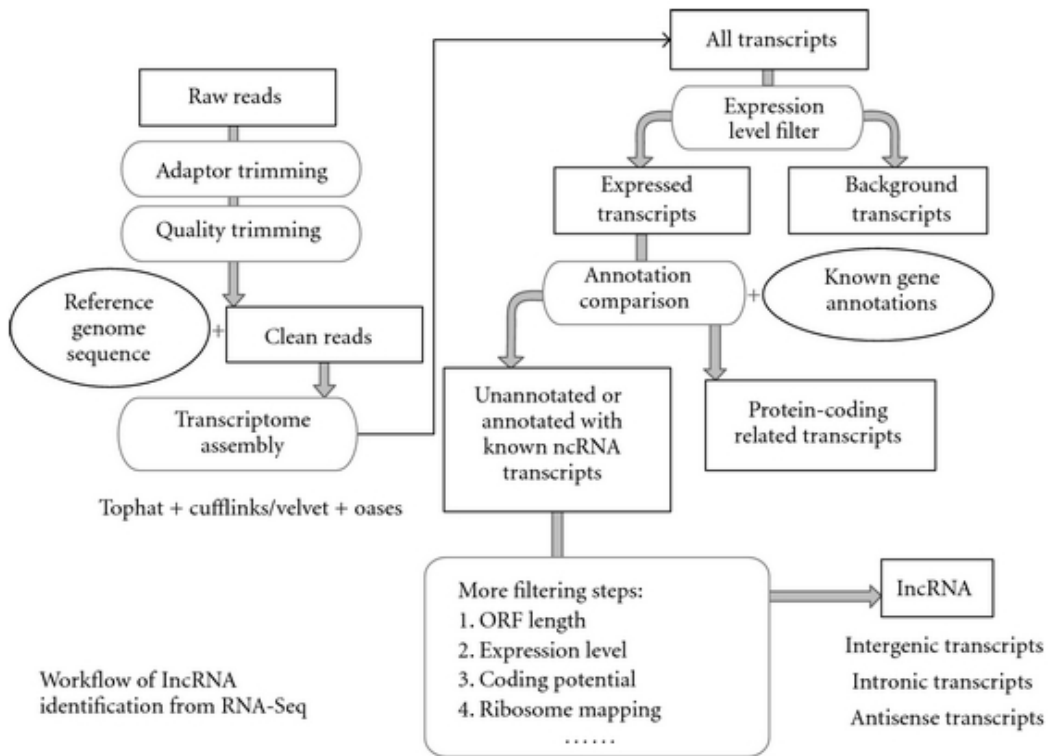 Raw reads
Adaptor trimming
Quality trimming
Reference
genome
sequence
+
Clean reads
Transcriptome
assembly
Tophat + cufflinks/velvet + oases
All transcripts
Expression
level filter
Expressed
transcripts
Background
transcripts
Annotation
comparison
+
Known gene
annotations
Unannotated or
annotated with
known ncRNA
transcripts
Protein-coding
related transcripts
More filtering steps:
1. ORF length
2. Expression level
3. Coding potential
4. Ribosome mapping
......
lncRNA
Intergenic transcripts
Intronic transcripts
Antisense transcripts
Workflow of lncRNA
identification from RNA-Seq